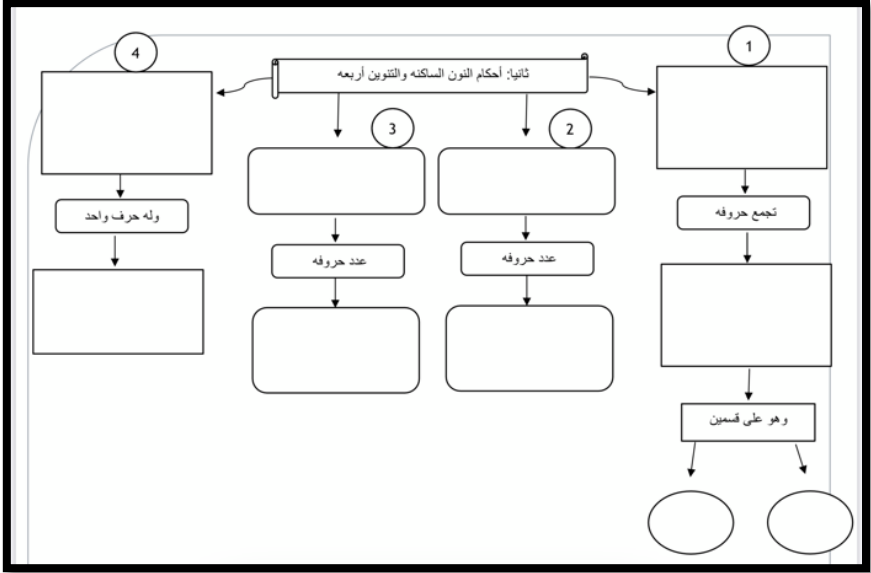 ثانيا: أحكام النون الساكنه والتنوين أربعه
1
2
3
4
تجمع حروفه
عدد حروفه
عدد حروفه
وله حرف واحد
وهو على قسمين